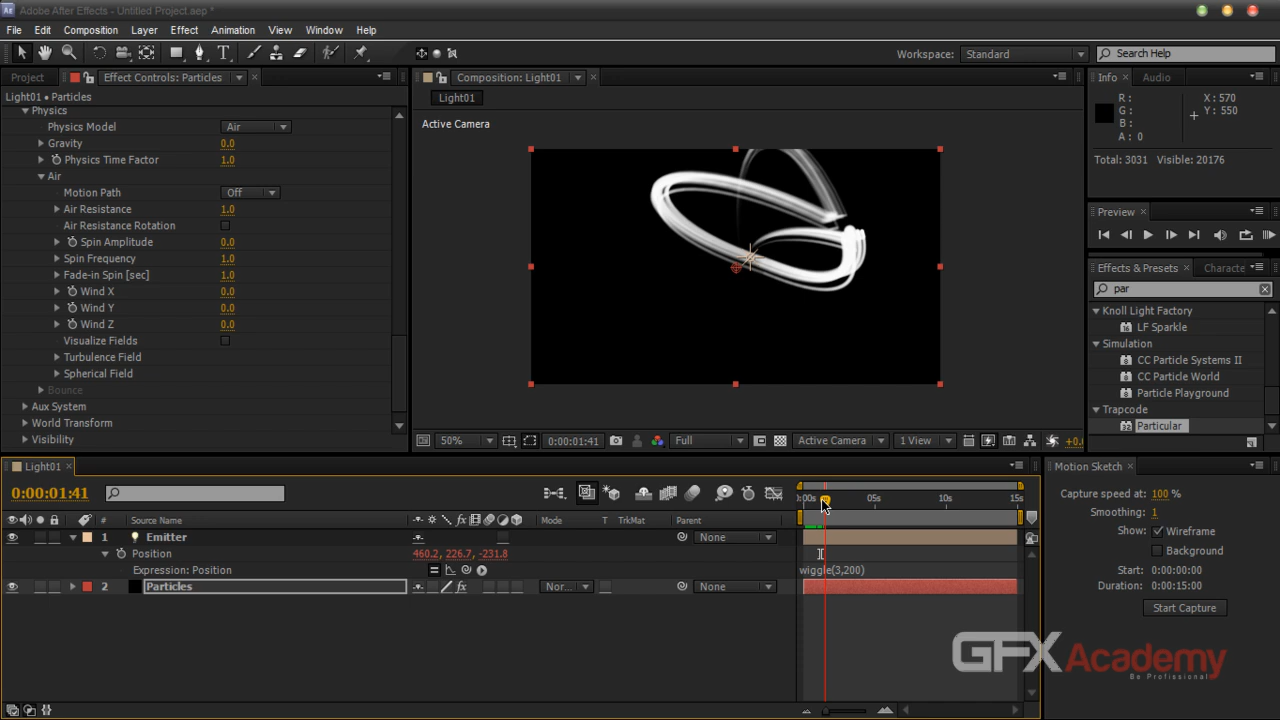 Adobe After Effects - Untitled Project.aep *
File Edit Composition Layer Effect Animation View Window Help
Workspace: Standard Search Help
Project Effect Controls: Particles
Light01 • Particles
Physics
Physics Model Air
Gravity 0.0
Physics Time Factor 1.0
Air
Motion Path Off
Air Resistance 1.0
Air Resistance Rotation
Spin Amplitude 0.0
Spin Frequency 1.0
Fade-in Spin [sec] 1.0
Wind X 0.0
Wind Y 0.0
Wind Z 0.0
Visualize Fields
Turbulence Field
Spherical Field
Bounce
Aux System
World Transform
Visibility
Composition: Light01
Light01
Active Camera
50% 0:00:01:41 Full Active Camera 1 View +0.
Info Audio
R : X : 570
G : Y : 550
B :
A : 0
Total: 3031 Visible: 20176
Preview
Effects & Presets Characte
par
Knoll Light Factory
LF Sparkle
Simulation
CC Particle Systems II
CC Particle World
Particle Playground
Trapcode
Particular
Light01
0:00:01:41
# Source Name Mode T TrkMat Parent
1 Emitter None
Position 460.2, 226.7, -231.8
Expression: Position
2 Particles Nor... None
:00s 05s 10s 15s
wiggle(3,200)
Motion Sketch
Capture speed at: 100 %
Smoothing: 1
Show: Wireframe
Background
Start: 0:00:00:00
Duration: 0:00:15:00
Start Capture
GFXAcademy
Be Profissional